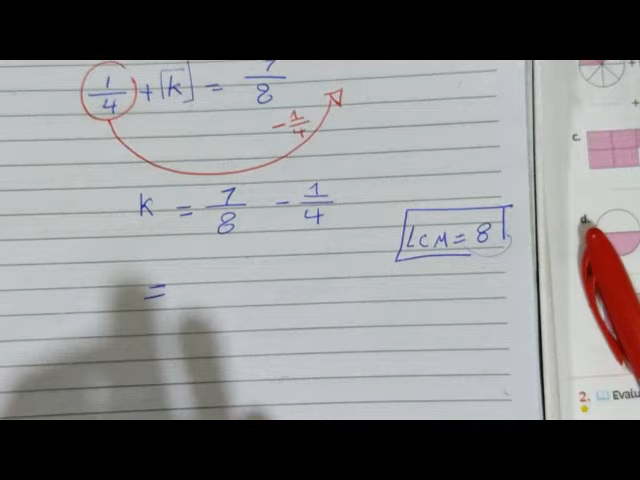 1/4 + k = 7/8
- 1/4
k = 7/8 - 1/4
LCM = 8
=
c.
d.
2. Evalu